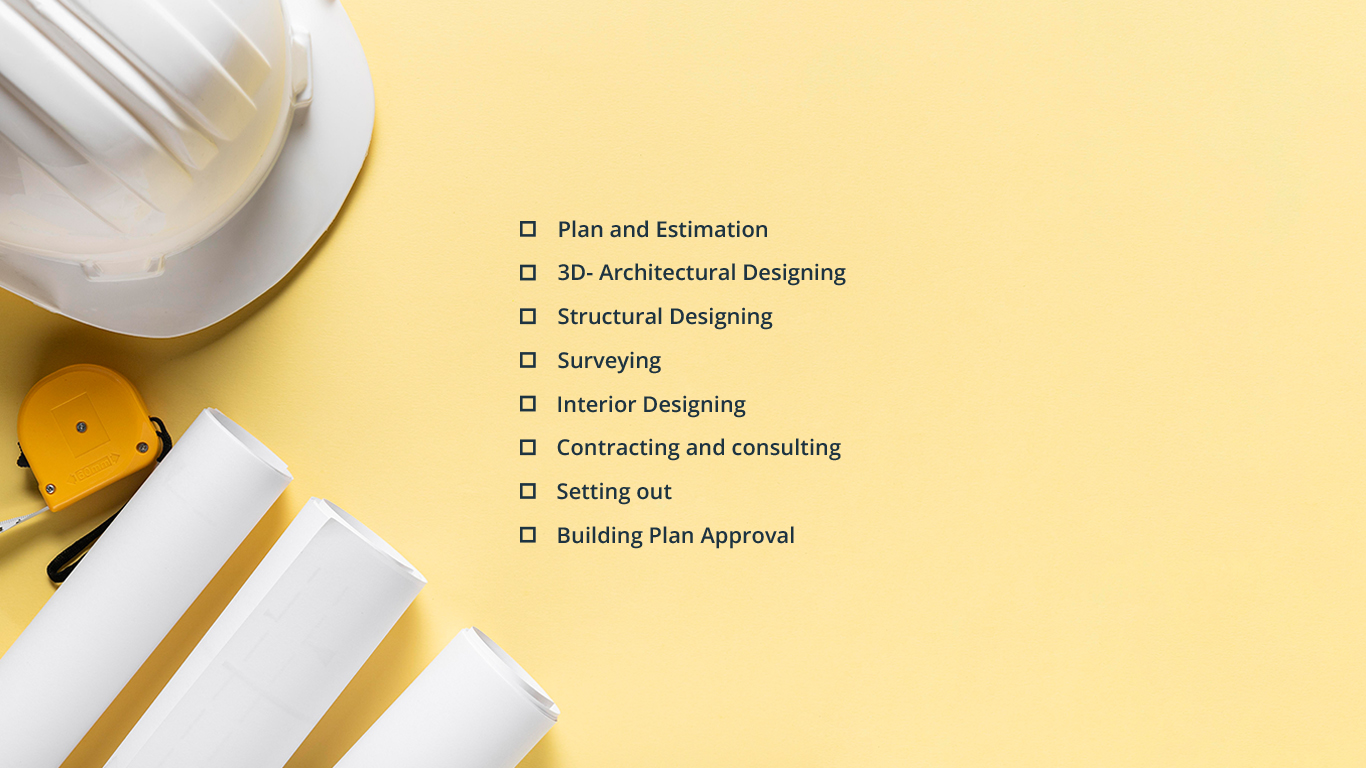 Plan and Estimation
3D- Architectural Designing
Structural Designing
Surveying
Interior Designing
Contracting and consulting
Setting out
Building Plan Approval